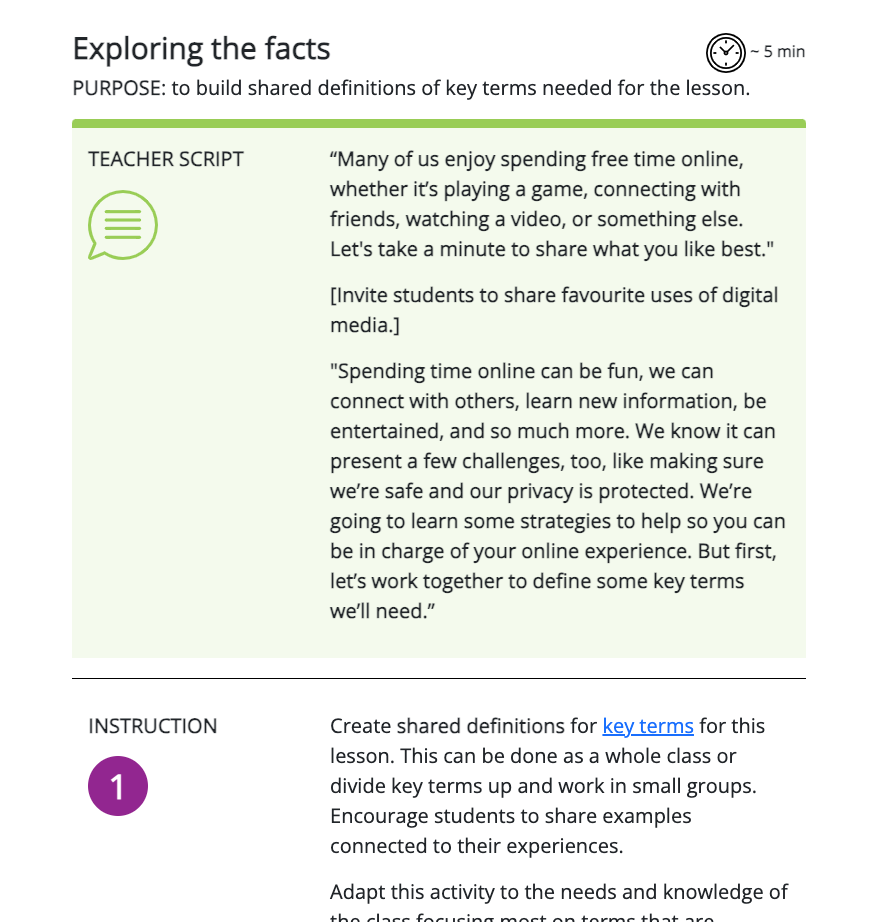 Exploring the facts
~ 5 min
PURPOSE: to build shared definitions of key terms needed for the lesson.
TEACHER SCRIPT
“Many of us enjoy spending free time online,
whether it’s playing a game, connecting with
friends, watching a video, or something else.
Let's take a minute to share what you like best."
[Invite students to share favourite uses of digital
media.]
"Spending time online can be fun, we can
connect with others, learn new information, be
entertained, and so much more. We know it can
present a few challenges, too, like making sure
we’re safe and our privacy is protected. We’re
going to learn some strategies to help so you can
be in charge of your online experience. But first,
let’s work together to define some key terms
we’ll need.”
INSTRUCTION
1
Create shared definitions for key terms for this
lesson. This can be done as a whole class or
divide key terms up and work in small groups.
Encourage students to share examples
connected to their experiences.
Adapt this activity to the needs and knowledge of
the class focusing most on terms that are